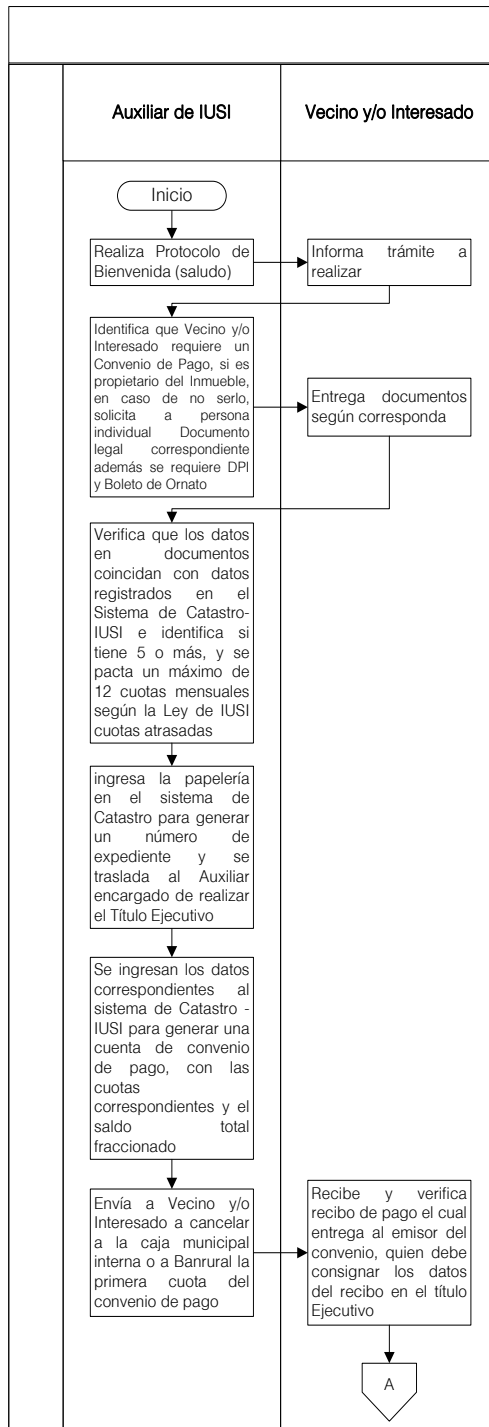 Auxiliar de IUSI
Vecino y/o Interesado
Inicio
Realiza Protocolo de
Bienvenida (saludo)
Informa trámite a
realizar
Identifica que Vecino y/o
Interesado requiere un
Convenio de Pago, si es
propietario del Inmueble,
en caso de no serlo,
solicita a persona
individual Documento
legal correspondiente
además se requiere DPI
y Boleto de Ornato
Entrega documentos
según corresponda
Verifica que los datos
en documentos
coincidan con datos
registrados en el
Sistema de Catastro-
IUSI e identifica si
tiene 5 o más, y se
pacta un máximo de
12 cuotas mensuales
según la Ley de IUSI
cuotas atrasadas
ingresa la papelería
en el sistema de
Catastro para generar
un número de
expediente y se
traslada al Auxiliar
encargado de realizar
el Título Ejecutivo
Se ingresan los datos
correspondientes al
sistema de Catastro -
IUSI para generar una
cuenta de convenio
de pago, con las
cuotas
correspondientes y el
saldo total
fraccionado
Envía a Vecino y/o
Interesado a cancelar
a la caja municipal
interna o a Banrural la
primera cuota del
convenio de pago
Recibe y verifica
recibo de pago el cual
entrega al emisor del
convenio, quien debe
consignar los datos
del recibo en el título
Ejecutivo
A